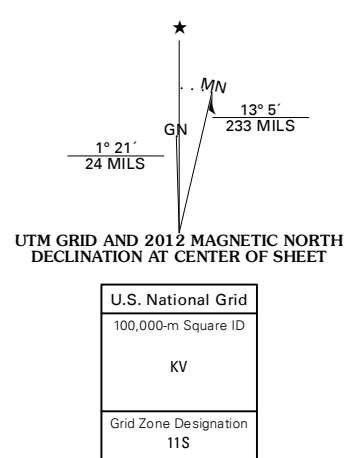 ★
MN
GN
13° 5´
233 MILS
1° 21´
24 MILS
UTM GRID AND 2012 MAGNETIC NORTH
DECLINATION AT CENTER OF SHEET
U.S. National Grid
100,000-m Square ID
KV
Grid Zone Designation
11S